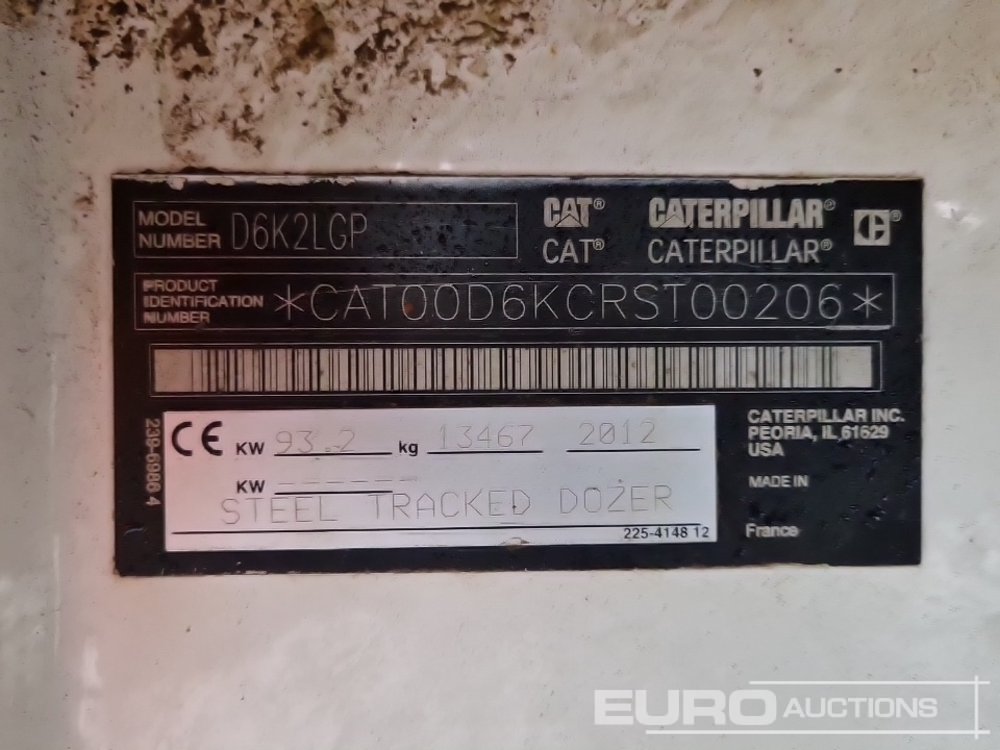 MODEL NUMBER D6K2LGP
CAT® CATERPILLAR® ®
CAT® CATERPILLAR®
PRODUCT IDENTIFICATION NUMBER *CAT00D6KCRST00206*
239-6986 4
CE KW 93.2 kg 13467 2012
KW ------
STEEL TRACKED DOZER
225-4148 12
CATERPILLAR INC.
PEORIA, IL 61629
USA
MADE IN
France
EURO AUCTIONS